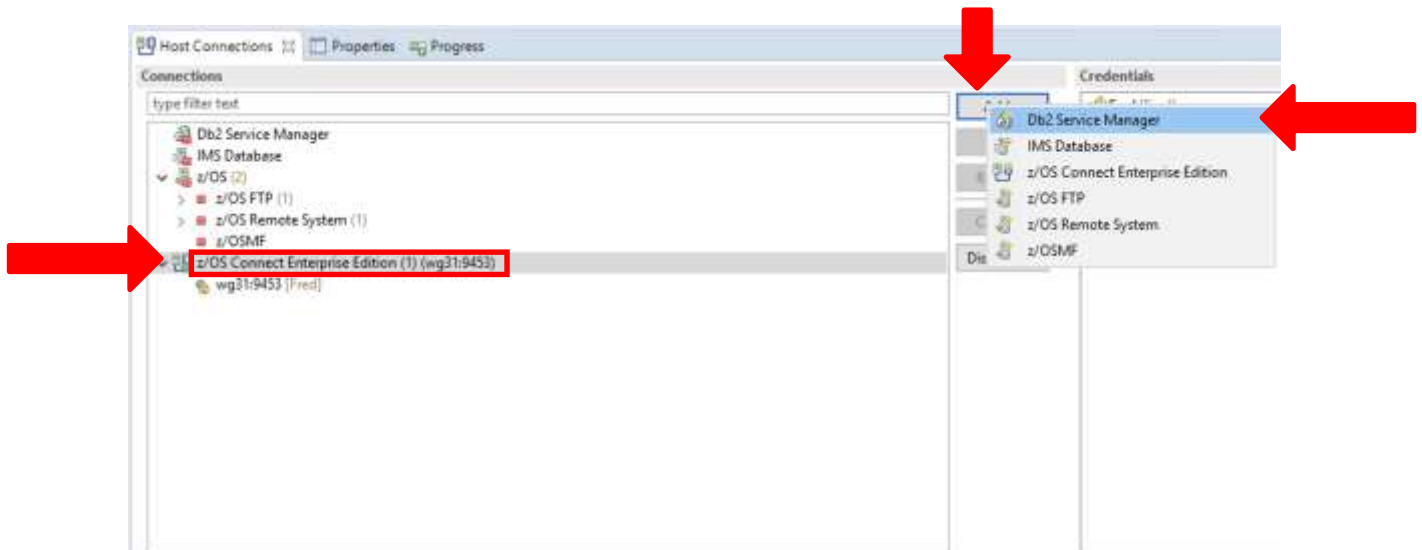 Host Connections Properties Progress
Connections
Credentials
type filter text
Db2 Service Manager
IMS Database
z/OS (2)
z/OS FTP (1)
z/OS Remote System (1)
z/OSMF
z/OS Connect Enterprise Edition (1) (wg31:9453)
wg31:9453 [Fred]
Db2 Service Manager
IMS Database
z/OS Connect Enterprise Edition
z/OS FTP
z/OS Remote System
z/OSMF